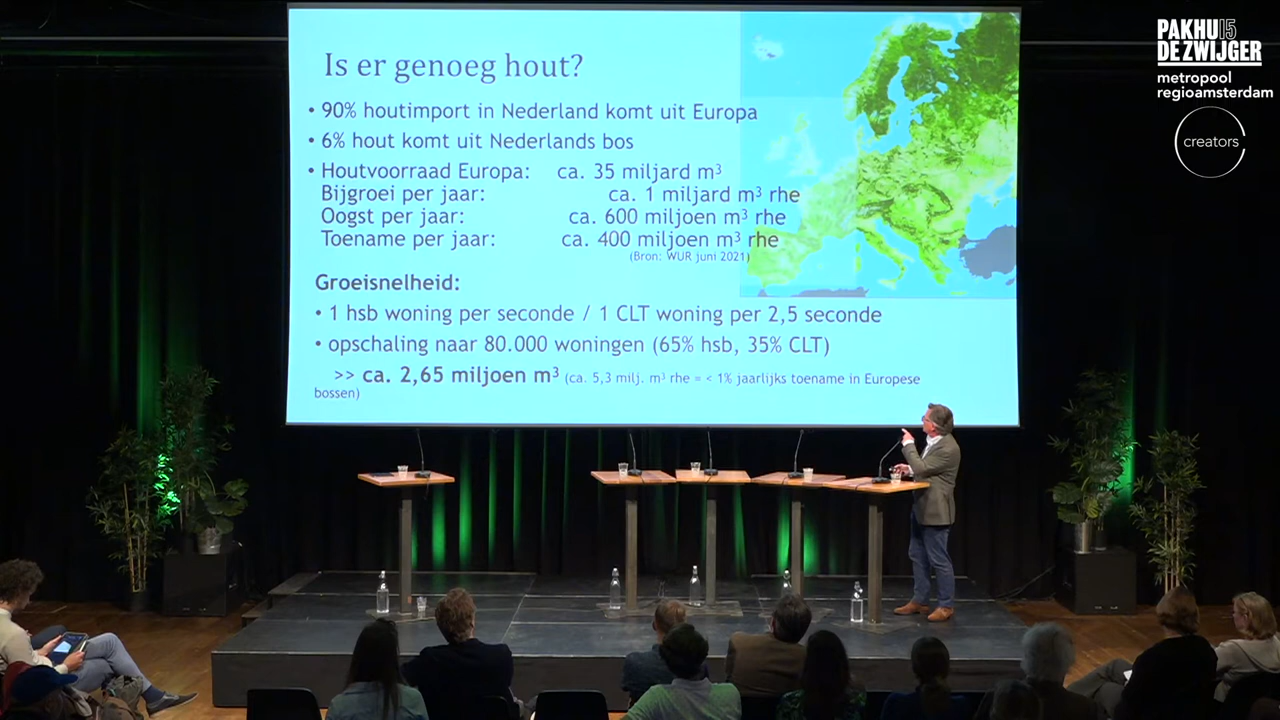 Is er genoeg hout?
• 90% houtimport in Nederland komt uit Europa
• 6% hout komt uit Nederlands bos
• Houtvoorraad Europa: ca. 35 miljard m³
Bijgroei per jaar: ca. 1 miljard m³ rhe
Oogst per jaar: ca. 600 miljoen m³ rhe
Toename per jaar: ca. 400 miljoen m³ rhe
(Bron: WUR juni 2021)
Groeisnelheid:
• 1 hsb woning per seconde / 1 CLT woning per 2,5 seconde
• opschaling naar 80.000 woningen (65% hsb, 35% CLT)
>> ca. 2,65 miljoen m³ (ca. 5,3 milj. m³ rhe = < 1% jaarlijks toename in Europese
bossen)
PAKHU15
DE ZWIJGER
metropool
regioamsterdam
creators